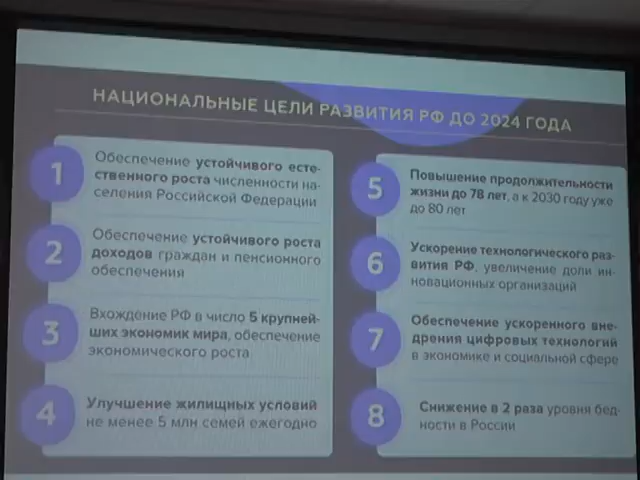 НАЦИОНАЛЬНЫЕ ЦЕЛИ РАЗВИТИЯ РФ ДО 2024 ГОДА
1
Обеспечение устойчивого есте-
ственного роста численности на-
селения Российской Федерации
2
Обеспечение устойчивого роста
доходов граждан и пенсионного
обеспечения
3
Вхождение РФ в число 5 крупней-
ших экономик мира, обеспечение
экономического роста
4
Улучшение жилищных условий
не менее 5 млн семей ежегодно
5
Повышение продолжительности
жизни до 78 лет, а к 2030 году уже
до 80 лет
6
Ускорение технологического раз-
вития РФ, увеличение доли ин-
новационных организаций
7
Обеспечение ускоренного вне-
дрения цифровых технологий
в экономике и социальной сфере
8
Снижение в 2 раза уровня бед-
ности в России